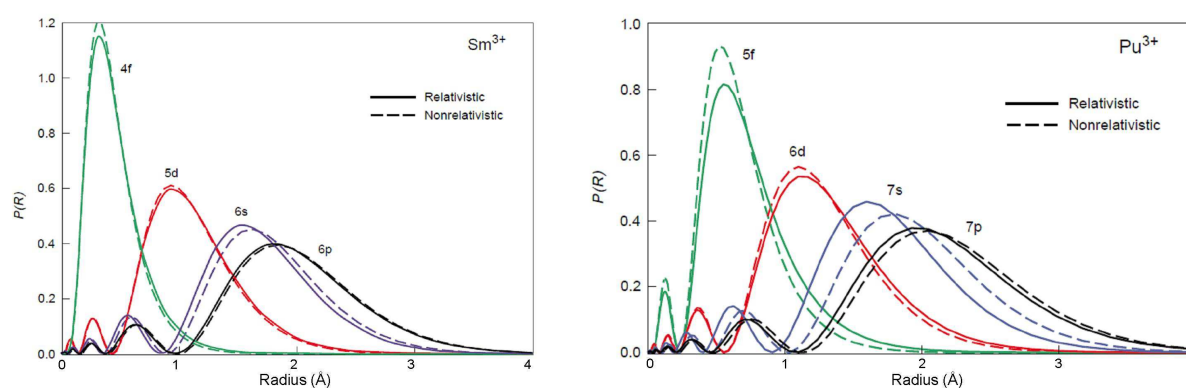 1.2
1.0
0.8
0.6
0.4
0.2
0.0
P(R)
Sm3+
4f
5d
6s
6p
Relativistic
Nonrelativistic
0
1
2
3
4
Radius (Å)
1.2
1.0
0.8
0.6
0.4
0.2
0.0
P(R)
Pu3+
5f
6d
7s
7p
Relativistic
Nonrelativistic
0
1
2
3
Radius (Å)